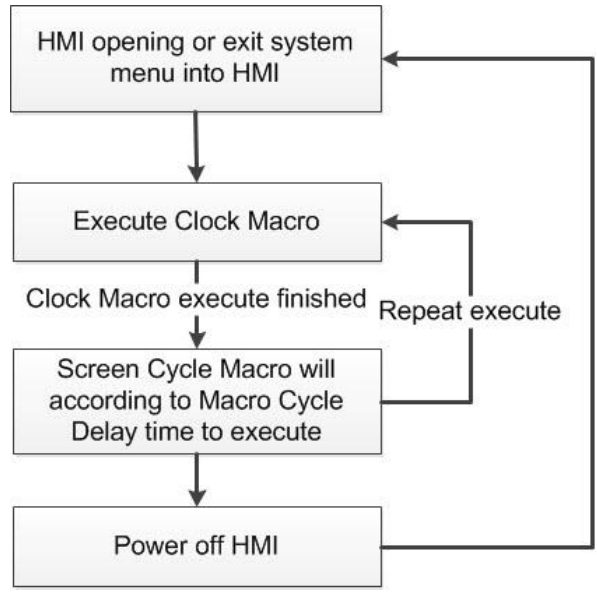 HMI opening or exit system
menu into HMI
Execute Clock Macro
Clock Macro execute finished
Repeat execute
Screen Cycle Macro will
according to Macro Cycle
Delay time to execute
Power off HMI